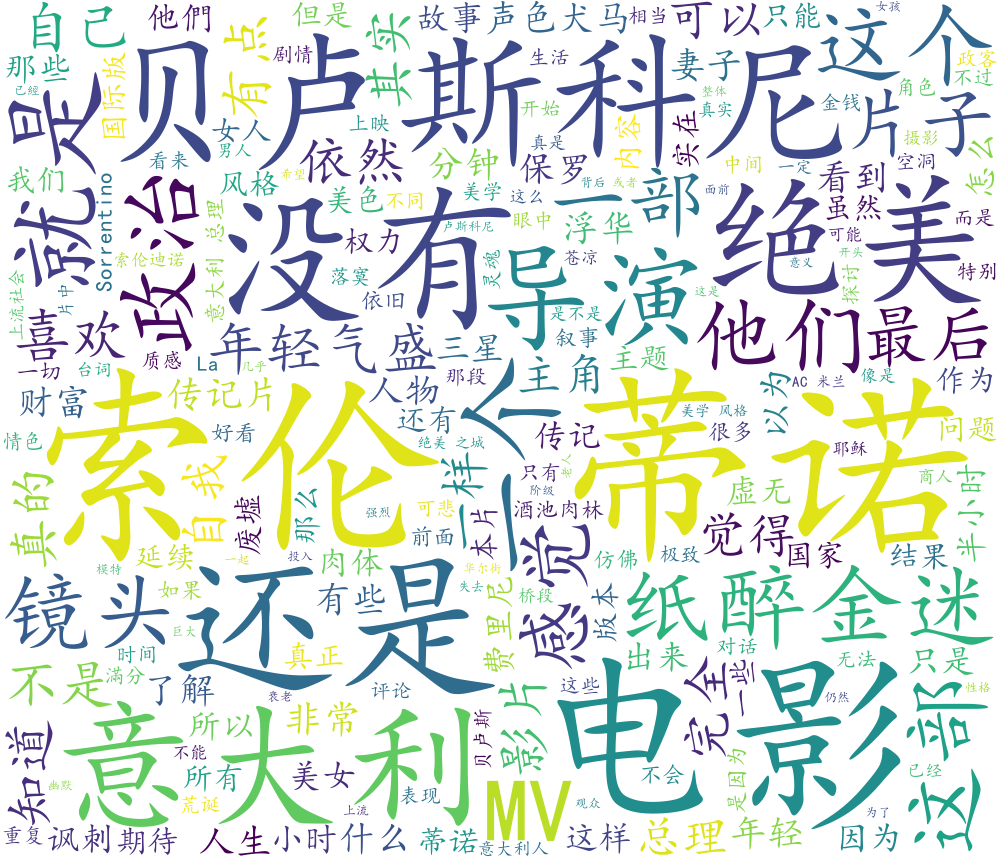 自己
他們
有点
但是
其实
故事
声色犬马
相当
可以
只能
女孩
这个
那些
已经
国际版
剧情
生活
妻子
政客
不过
就是
贝卢斯科尼
片子
角色
整体
女人
男人
上映
开始
真是
真实
金钱
内容
实在
摄影
我们
看来
风格
希望
依然
分钟
保罗
中间
一定
看到
空洞
怎么
虽然
Sorrentino
政治
美色
不同
美学
这么
背后
或者
一部
面前
而是
绝美
可能
没有
权力
卢斯科尼
眼中
浮华
索伦迪诺
总理
意大利
落寞
依旧
灵魂
苍凉
导演
意义
开头
探讨
特别
上流社会
片中
喜欢
一切
台词
质感
年轻气盛
La
几乎
三星
那段
是不是
叙事
这是
他们
最后
主题
主角
财富
传记片
人物
还有
一个
AC
米兰
像是
作为
以为
情色
好看
索伦蒂诺
绝美
之城
传记
美学
风格
很多
耶稣
问题
真的
自我
废墟
那么
强烈
可悲
一样
只有
老人
阶级
酒池肉林
虚无
商人
半小时
延续
一起
投入
肉体
前面
本片
感觉
仿佛
极致
觉得
国家
结果
模特
镜头
如果
巨大
还是
有些
华尔街
失去
费里尼
桥段
版本
纸醉金迷
不是
满分
时间
了解
真正
衰老
评论
影片
这些
出来
对话
完全
一些
无法
仍然
只是
性格
这部
知道
意大利
所以
所有
不能
非常
美女
荒诞
贝卢斯
表现
电影
不会
是因为
已经
幽默
重复
讽刺
期待
人生
小时
上流
什么
蒂诺
MV
意大利人
观众
这样
总理
年轻
为了
因为